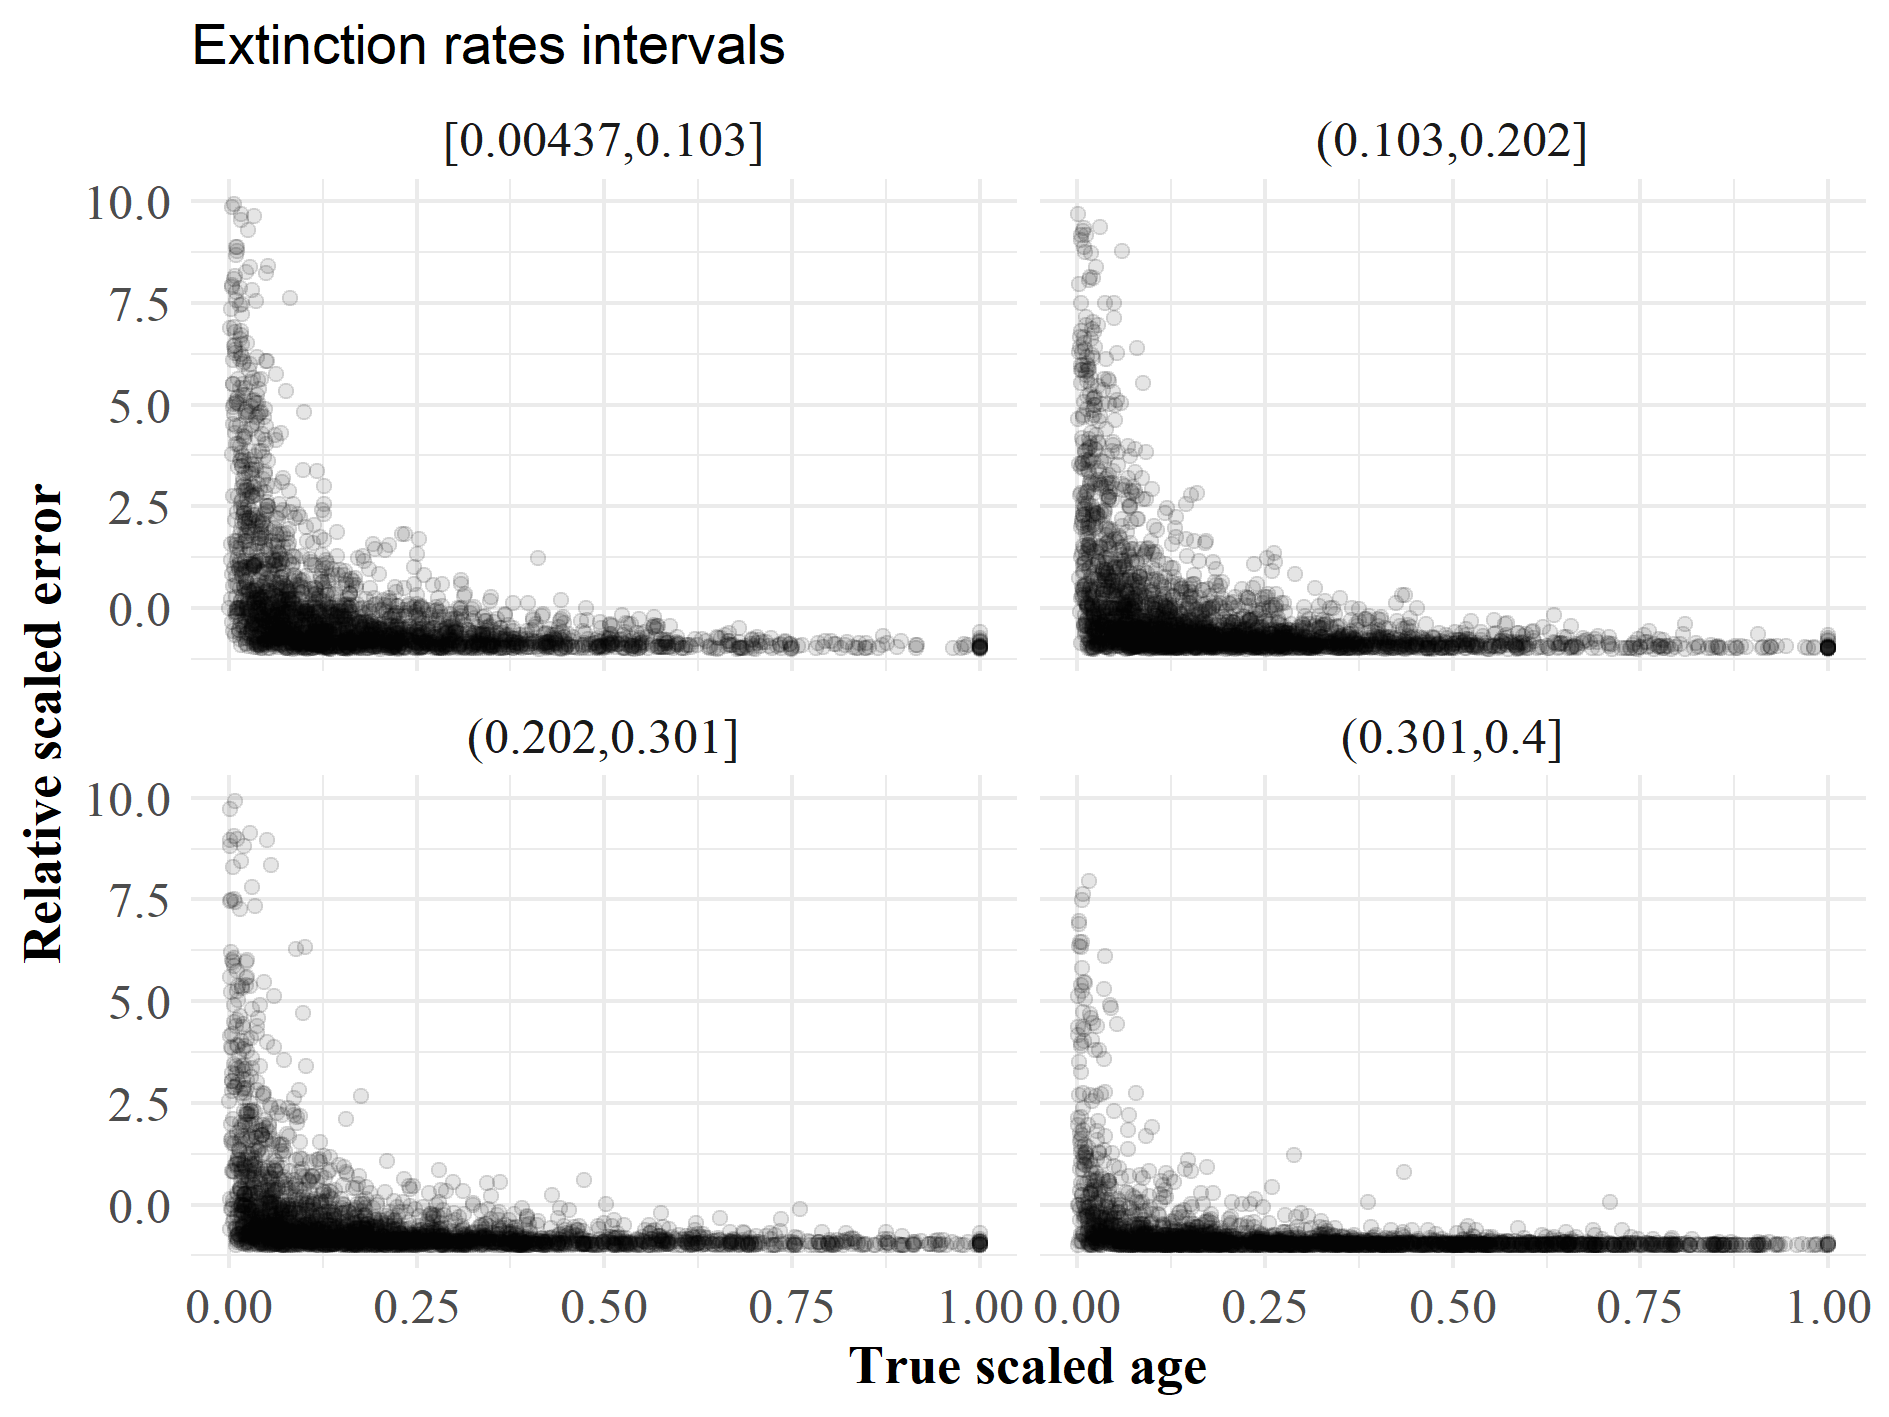 Extinction rates intervals
[0.00437,0.103]
(0.103,0.202]
10.0
7.5
5.0
2.5
0.0
(0.202,0.301]
(0.301,0.4]
10.0
7.5
5.0
2.5
0.0
0.00 0.25 0.50 0.75 1.00
0.00 0.25 0.50 0.75 1.00
True scaled age
Relative scaled error